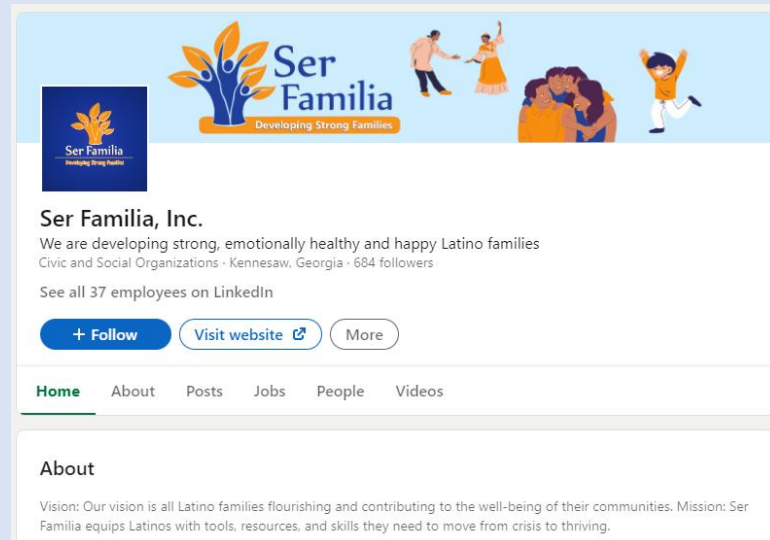 Ser
Familia
Developing Strong Families
Ser Familia
Developing Strong Families
Ser Familia, Inc.
We are developing strong, emotionally healthy and happy Latino families
Civic and Social Organizations · Kennesaw, Georgia · 684 followers
See all 37 employees on LinkedIn
+ Follow Visit website More
Home About Posts Jobs People Videos
About
Vision: Our vision is all Latino families flourishing and contributing to the well-being of their communities. Mission: Ser
Familia equips Latinos with tools, resources, and skills they need to move from crisis to thriving.